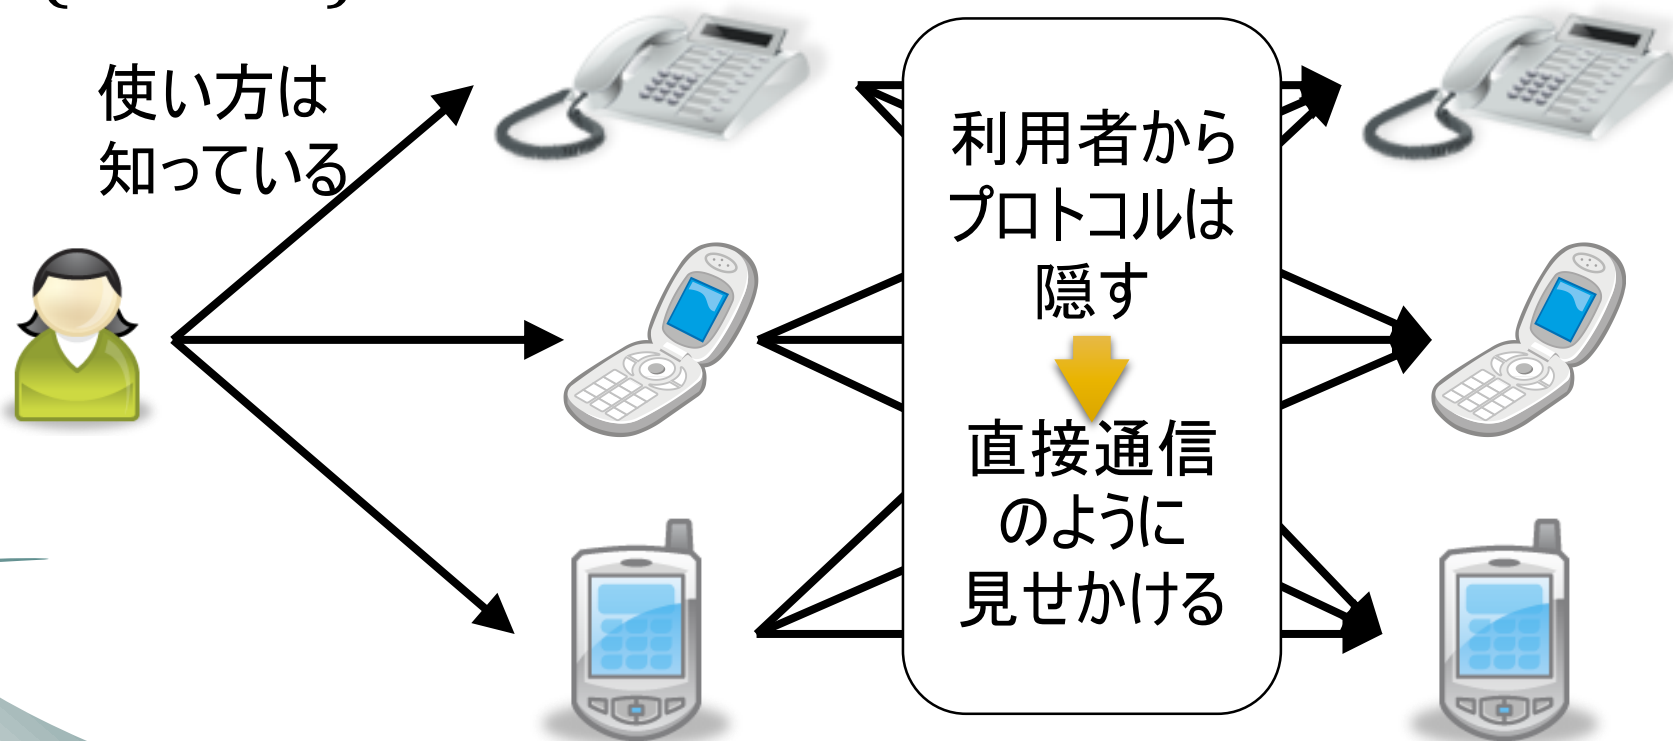 使い方は
知っている
利用者から
プロトコルは
隠す
直接通信
のように
見せかける